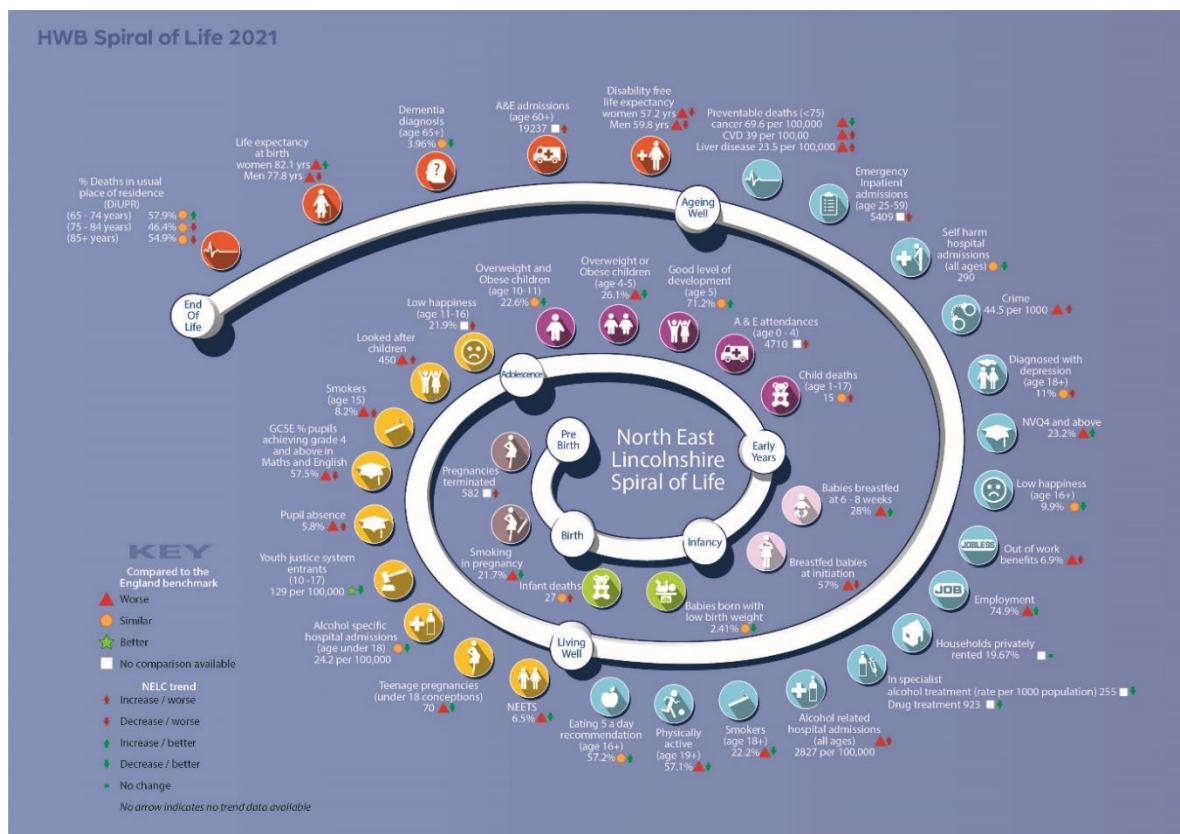 HWB Spiral of Life 2021
% Deaths in usual
place of residence
(DiUPR)
(65 - 74 years) 57.9%
(75 - 84 years) 46.4%
(85+ years) 54.9%
Life expectancy
at birth
women 82.1 yrs
Men 77.8 yrs
Dementia
diagnosis
(age 65+)
3.96%
A&E admissions
(age 60+)
19237
Disability free
life expectancy
women 57.2 yrs
Men 59.8 yrs
Preventable deaths (<75)
cancer 69.6 per 100,000
CVD 39 per 100,00
Liver disease 23.5 per 100,000
Emergency
Inpatient
admissions
(age 25-59)
5409
Self harm
hospital
admissions
(all ages)
290
Crime
44.5 per 1000
Diagnosed with
depression
(age 18+)
11%
NVQ4 and above
23.2%
Low happiness
(age 16+)
9.9%
JOBLESS
Out of work
benefits 6.9%
JOB
Employment
74.9%
Households privately
rented 19.67%
In specialist
alcohol treatment (rate per 1000 population) 255
Drug treatment 923
Alcohol related
hospital admissions
(all ages)
2827 per 100,000
Smokers
(age 18+)
22.2%
Physically
active
(age 19+)
57.1%
Eating 5 a day
recommendation
(age 16+)
57.2%
NEETS
6.5%
Teenage pregnancies
(under 18 conceptions)
70
Alcohol specific
hospital admissions
(age under 18)
24.2 per 100,000
Youth justice system
entrants
(10 -17)
129 per 100,000
Pupil absence
5.8%
GCSE % pupils
achieving grade 4
and above in
Maths and English
57.5%
Smokers
(age 15)
8.2%
Looked after
children
450
Low happiness
(age 11-16)
21.9%
Overweight and
Obese children
(age 10-11)
22.6%
Overweight or
Obese children
(age 4-5)
26.1%
Good level of
development
(age 5)
71.2%
A & E attendances
(age 0 - 4)
4710
Child deaths
(age 1-17)
15
Babies breastfed
at 6 - 8 weeks
28%
Breastfed babies
at initiation
57%
Babies born with
low birth weight
2.41%
Infant deaths
27
Smoking
in pregnancy
21.7%
Pregnancies
terminated
582
North East
Lincolnshire
Spiral of Life
Pre
Birth
Birth
Infancy
Early
Years
Adolescence
Living
Well
Ageing
Well
End
Of
Life
KEY
Compared to the
England benchmark
Worse
Similar
Better
No comparison available
NELC trend
Increase / worse
Decrease / worse
Increase / better
Decrease / better
No change
No arrow indicates no trend data available